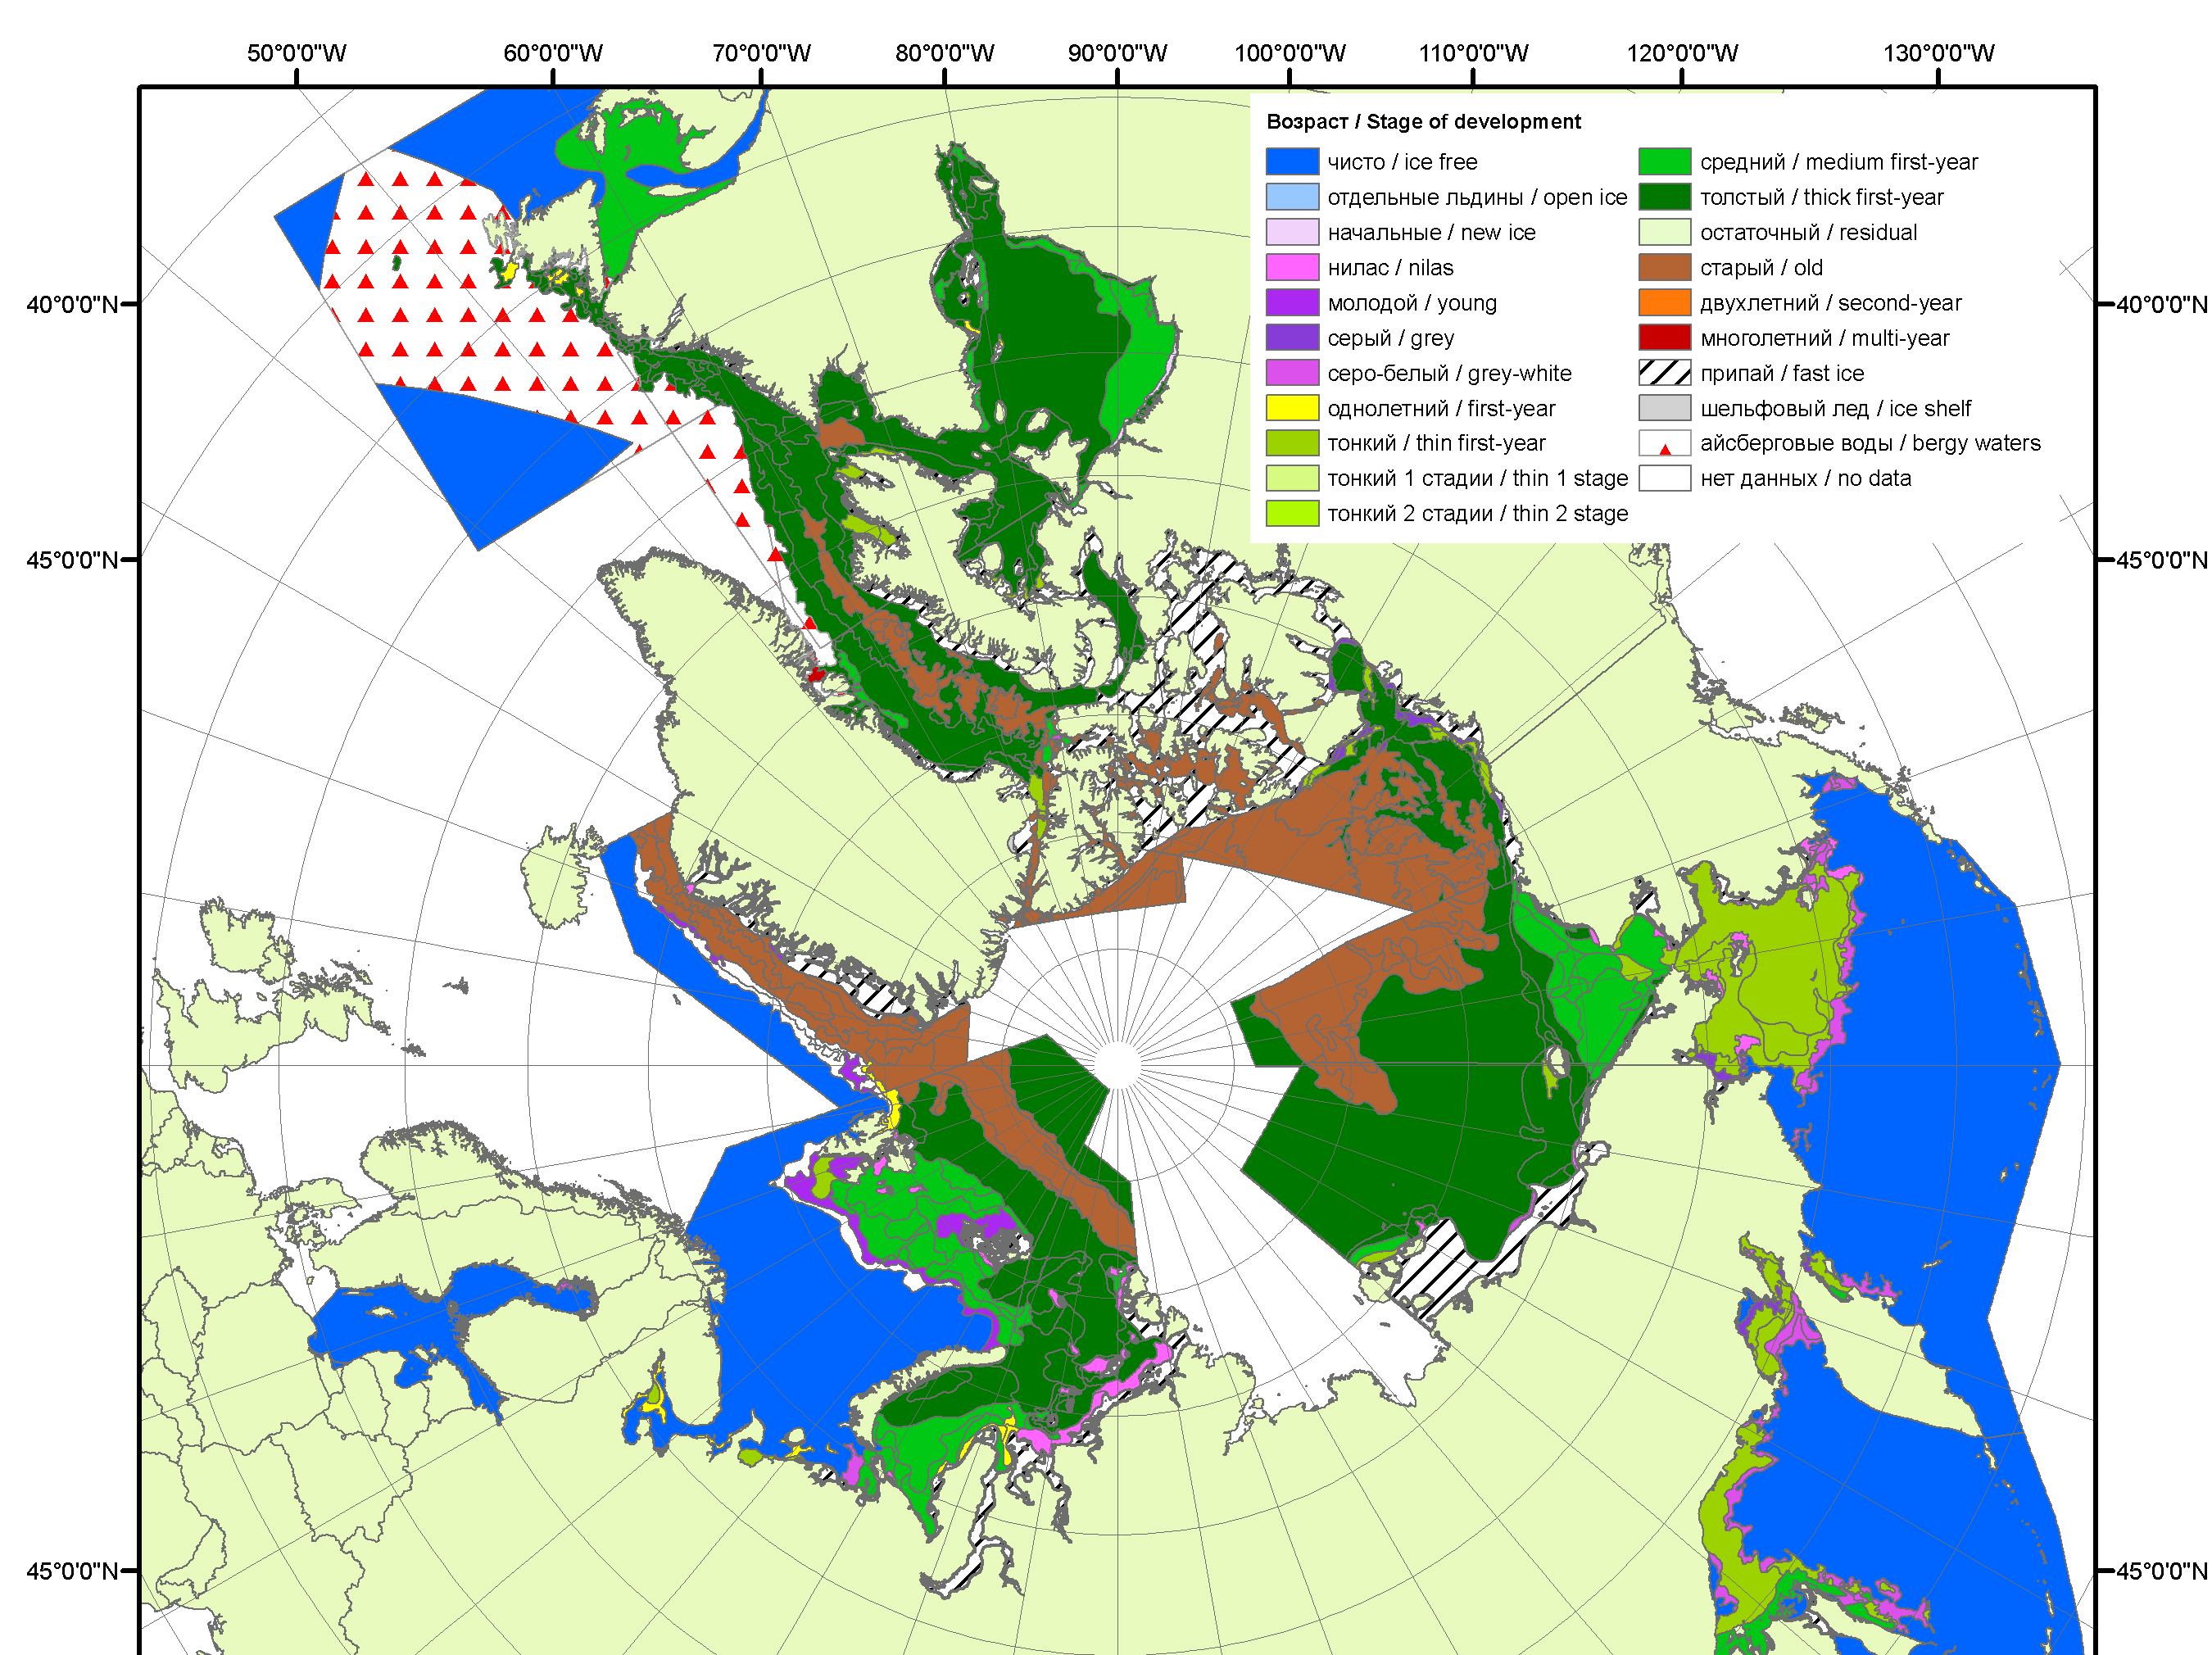 50°0'0"W 60°0'0"W 70°0'0"W 80°0'0"W 90°0'0"W 100°0'0"W 110°0'0"W 120°0'0"W 130°0'0"W
Возраст / Stage of development
чисто / ice free
отдельные льдины / open ice
начальные / new ice
нилас / nilas
молодой / young
серый / grey
серо-белый / grey-white
однолетний / first-year
тонкий / thin first-year
тонкий 1 стадии / thin 1 stage
тонкий 2 стадии / thin 2 stage
средний / medium first-year
толстый / thick first-year
остаточный / residual
старый / old
двухлетний / second-year
многолетний / multi-year
припай / fast ice
шельфовый лед / ice shelf
айсберговые воды / bergy waters
нет данных / no data
40°0'0"N 40°0'0"N
45°0'0"N 45°0'0"N
45°0'0"N 45°0'0"N